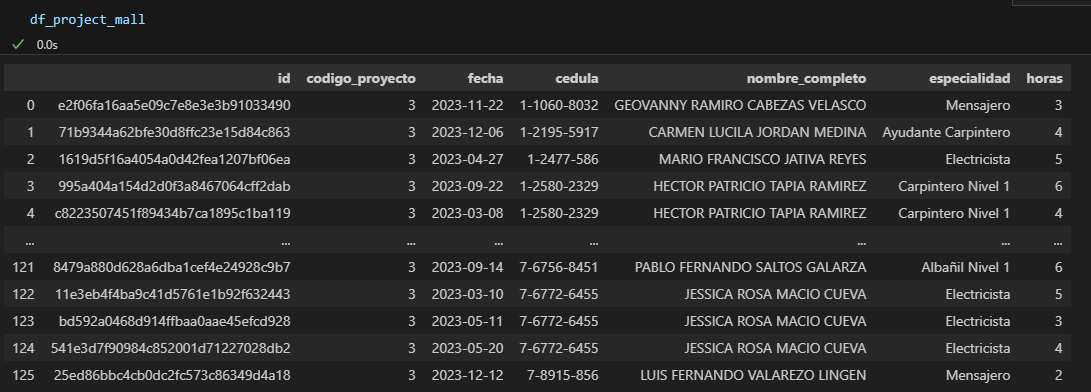 df_project_mall
0.0s
id codigo_proyecto fecha cedula nombre_completo especialidad horas
0 e2f06fa16aa5e09c7e8e3e3b91033490 3 2023-11-22 1-1060-8032 GEOVANNY RAMIRO CABEZAS VELASCO Mensajero 3
1 71b9344a62bfe30d8ffc23e15d84c863 3 2023-12-06 1-2195-5917 CARMEN LUCILA JORDAN MEDINA Ayudante Carpintero 4
2 1619d5f16a4054a0d42fea1207bf06ea 3 2023-04-27 1-2477-586 MARIO FRANCISCO JATIVA REYES Electricista 5
3 995a404a154d2d0f3a8467064cff2dab 3 2023-09-22 1-2580-2329 HECTOR PATRICIO TAPIA RAMIREZ Carpintero Nivel 1 6
4 c8223507451f89434b7ca1895c1ba119 3 2023-03-08 1-2580-2329 HECTOR PATRICIO TAPIA RAMIREZ Carpintero Nivel 1 4
... ... ... ... ... ... ... ...
121 8479a880d628a6dba1cef4e24928c9b7 3 2023-09-14 7-6756-8451 PABLO FERNANDO SALTOS GALARZA Albañil Nivel 1 6
122 11e3eb4f4ba9c41d5761e1b92f632443 3 2023-03-10 7-6772-6455 JESSICA ROSA MACIO CUEVA Electricista 5
123 bd592a0468d914ffbaa0aae45efcd928 3 2023-05-11 7-6772-6455 JESSICA ROSA MACIO CUEVA Electricista 3
124 541e3d7f90984c852001d71227028db2 3 2023-05-20 7-6772-6455 JESSICA ROSA MACIO CUEVA Electricista 4
125 25ed86bbc4cb0dc2fc573c86349d4a18 3 2023-12-12 7-8915-856 LUIS FERNANDO VALAREZO LINGEN Mensajero 2